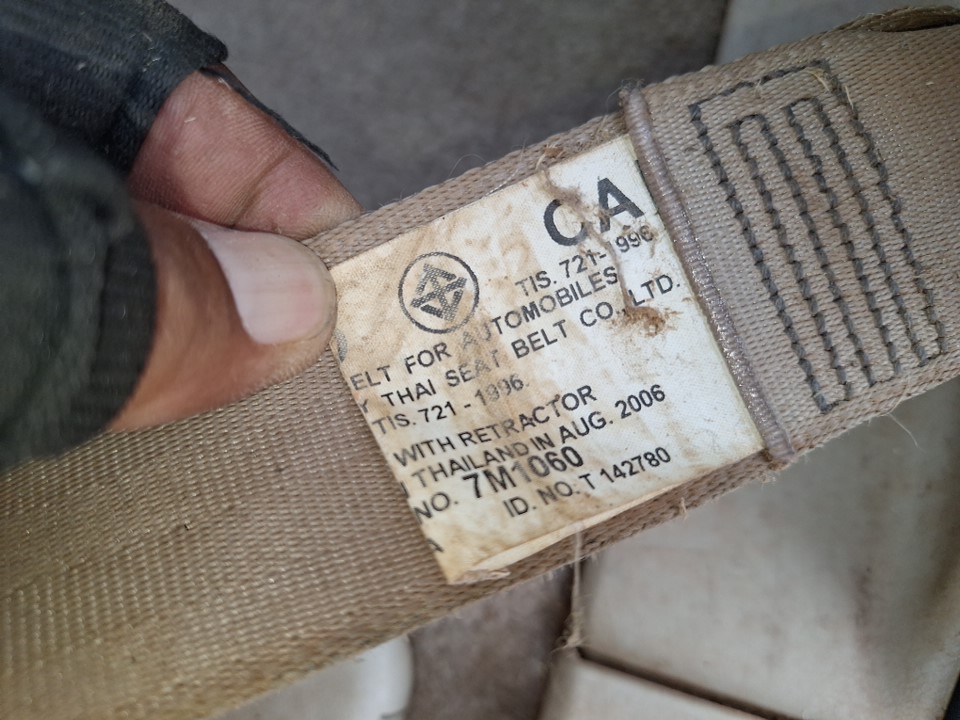 CA
TIS. 721-1996
ELT FOR AUTOMOBILES
Y THAI SEAT BELT CO., LTD.
TIS. 721 - 1996
WITH RETRACTOR
THAILAND IN AUG. 2006
NO. 7M1060
ID. NO. T 142780
A